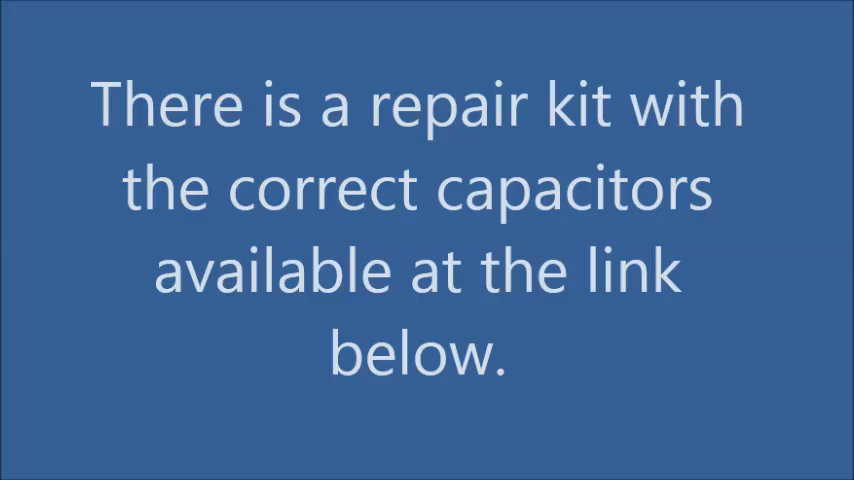 There is a repair kit with
the correct capacitors
available at the link
below.